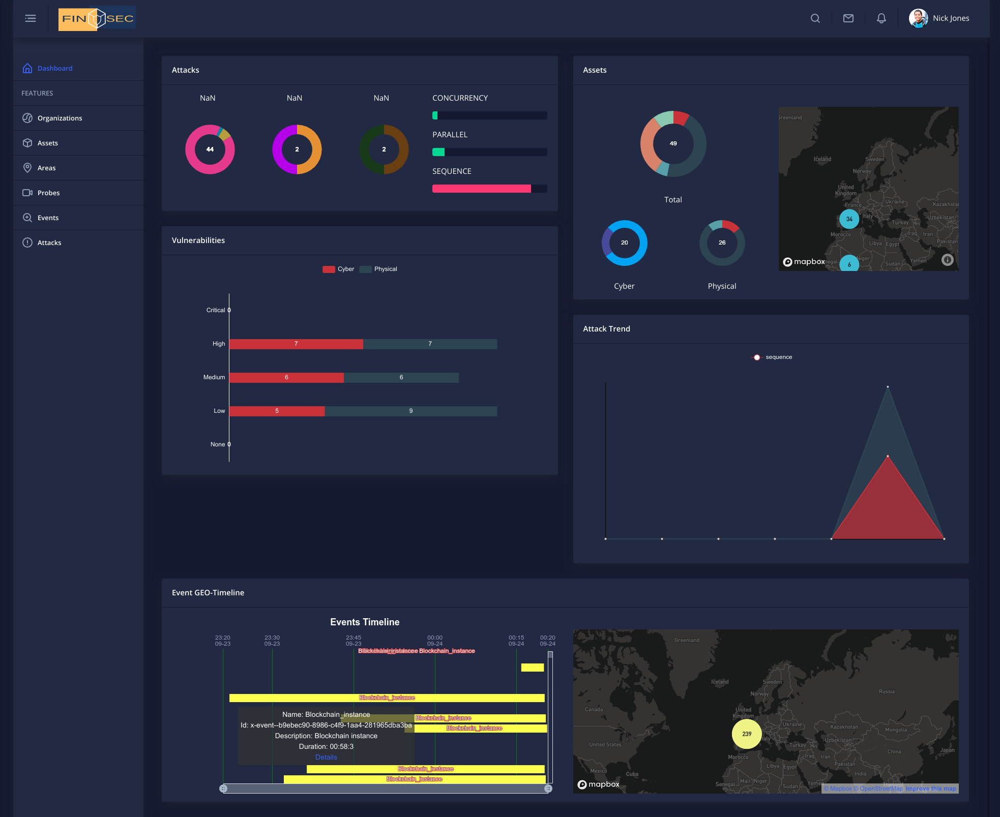 FINSEC
Nick Jones
Dashboard
FEATURES
Organizations
Assets
Areas
Probes
Events
Attacks
Attacks
NaN
NaN
NaN
44
2
2
CONCURRENCY
PARALLEL
SEQUENCE
Assets
49
Total
20
Cyber
26
Physical
Greenland
Iceland
Sweden
Norway
United
Kingdom
Ukraine
France
Kazakhsta
34
Italy
Uzbekistan
Turkey
Morocco
Iraq
Iran
Libya
Egypt
Pakistan
negal
Niger
6
Sudan
Yemen
mapbox
Vulnerabilities
Cyber
Physical
Critical 0
High 7 7
Medium 6 6
Low 5 9
None 0
Attack Trend
sequence
Event GEO-Timeline
Events Timeline
23:20 23:30 23:45 00:00 00:15 00:20
09-23 09-23 09-23 09-24 09-24 09-24
Blockchain_instance
Blockchain_instance
Blockchain_instance
Blockchain_instance
Name: Blockchain_instance
Id: x-event--b9ebec90-8986-c4f9-1aa4-281965dba3ba
Description: Blockchain instance
Duration: 00:58:3
Details
Blockchain_instance
Blockchain_instance
Greenland
Iceland
Sweden
Norway
Russia
Canada
United
Kingdom
Ukraine
Kazakhstan
Mongolia
239
Italy
Uzbekistan
United States
Turkey
China
Japan
Morocco
Iraq
Iran
Pakistan
Libya
Egypt
Mexico
Cuba
India
Mali
Niger
Senegal
Sudan
Yemen
Thailand
mapbox
© Mapbox © OpenStreetMap Improve this map